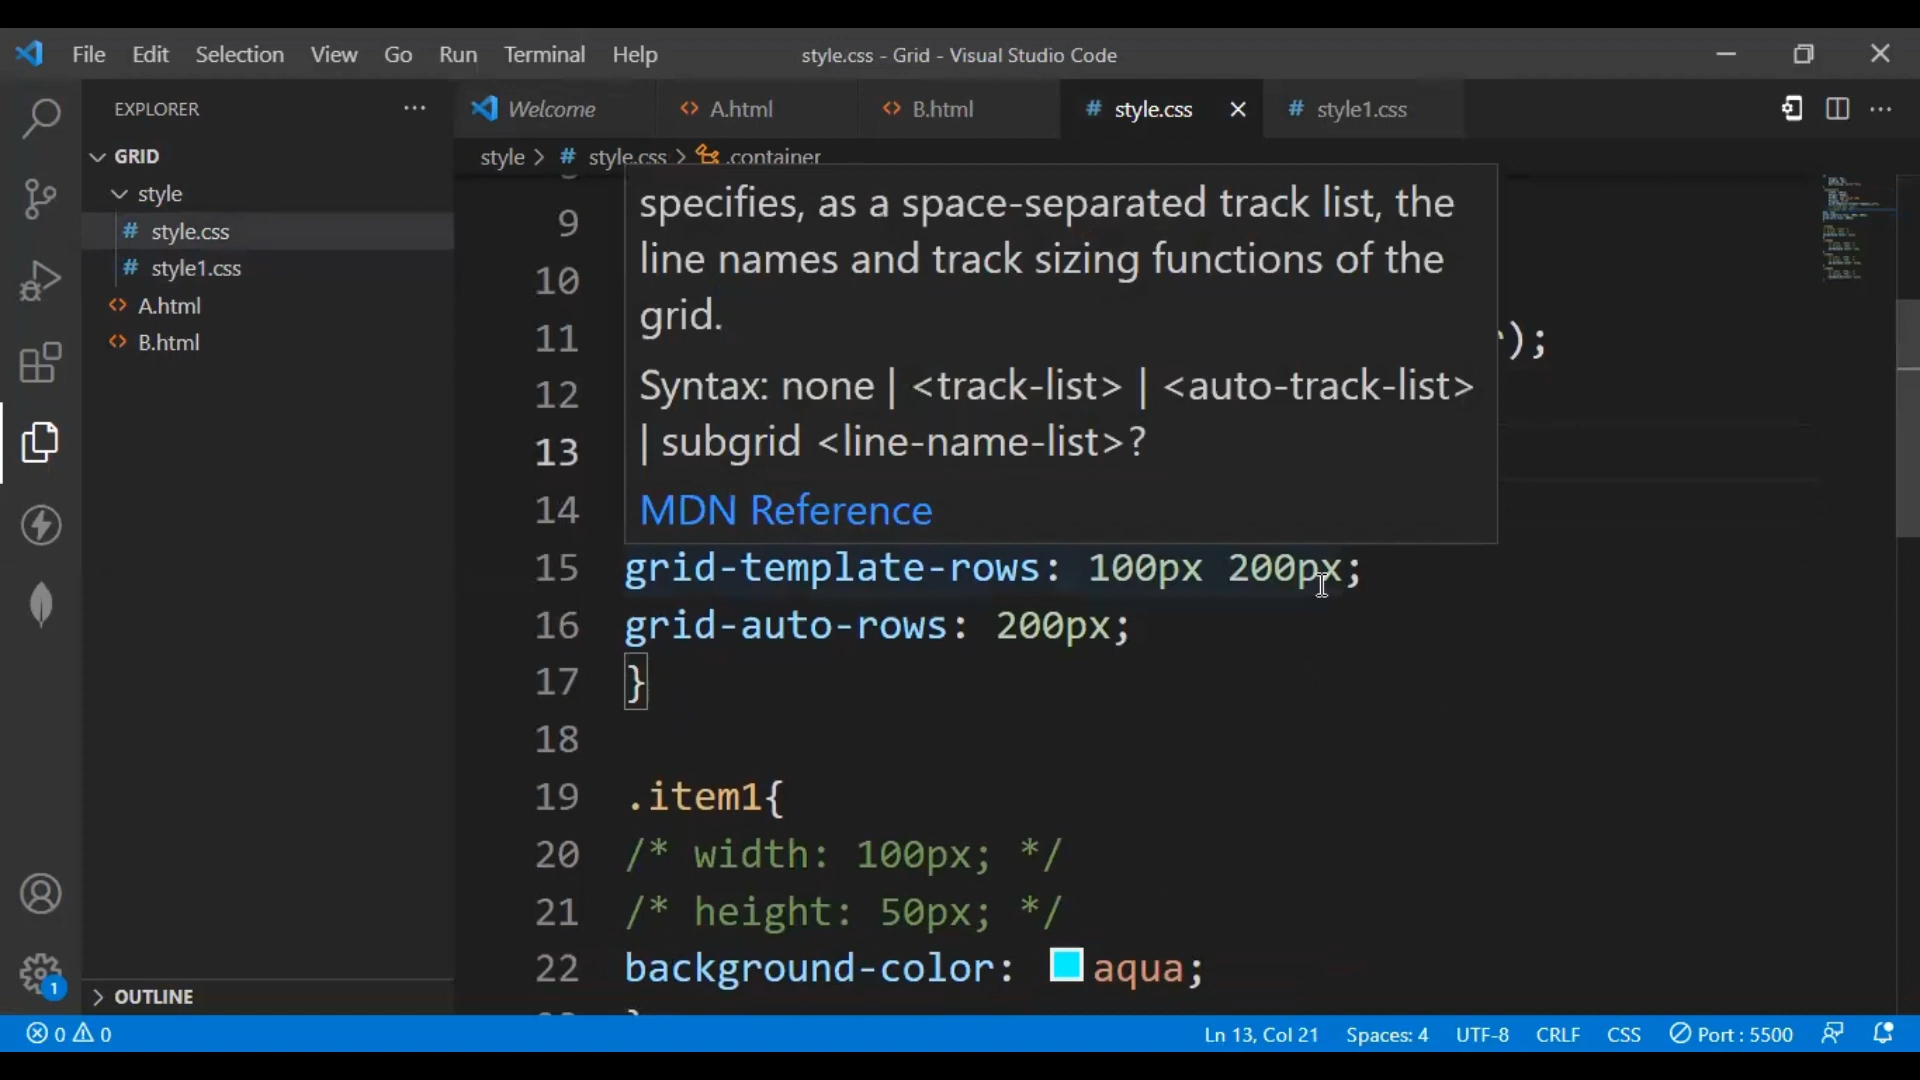 File Edit Selection View Go Run Terminal Help style.css - Grid - Visual Studio Code
EXPLORER
Welcome A.html B.html style.css style1.css
GRID
style > # style.css > .container
style
# style.css
# style1.css
A.html
B.html
OUTLINE
specifies, as a space-separated track list, the
line names and track sizing functions of the
grid.
Syntax: none | <track-list> | <auto-track-list>
| subgrid <line-name-list>?
MDN Reference
9
10
11 );
12
13
14
15 grid-template-rows: 100px 200px;
16 grid-auto-rows: 200px;
17 }
18
19 .item1{
20 /* width: 100px; */
21 /* height: 50px; */
22 background-color: aqua;
1
0 0 Ln 13, Col 21 Spaces: 4 UTF-8 CRLF CSS Port : 5500